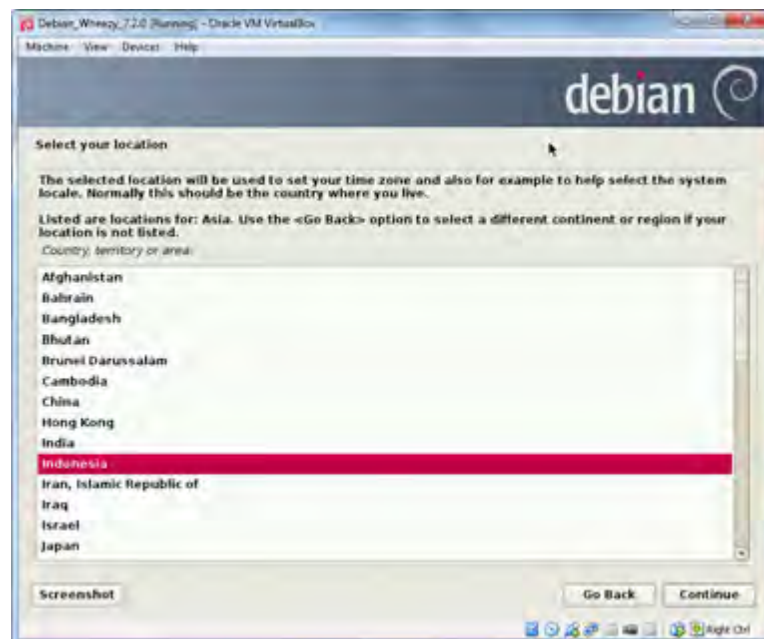 Debian_Wheezy_7.2.0 [Running] - Oracle VM VirtualBox
Machine View Devices Help
debian
Select your location
The selected location will be used to set your time zone and also for example to help select the system
locale. Normally this should be the country where you live.
Listed are locations for: Asia. Use the <Go Back> option to select a different continent or region if your
location is not listed.
Country, territory or area:
Afghanistan
Bahrain
Bangladesh
Bhutan
Brunei Darussalam
Cambodia
China
Hong Kong
India
Indonesia
Iran, Islamic Republic of
Iraq
Israel
Japan
Screenshot
Go Back
Continue
Right Ctrl